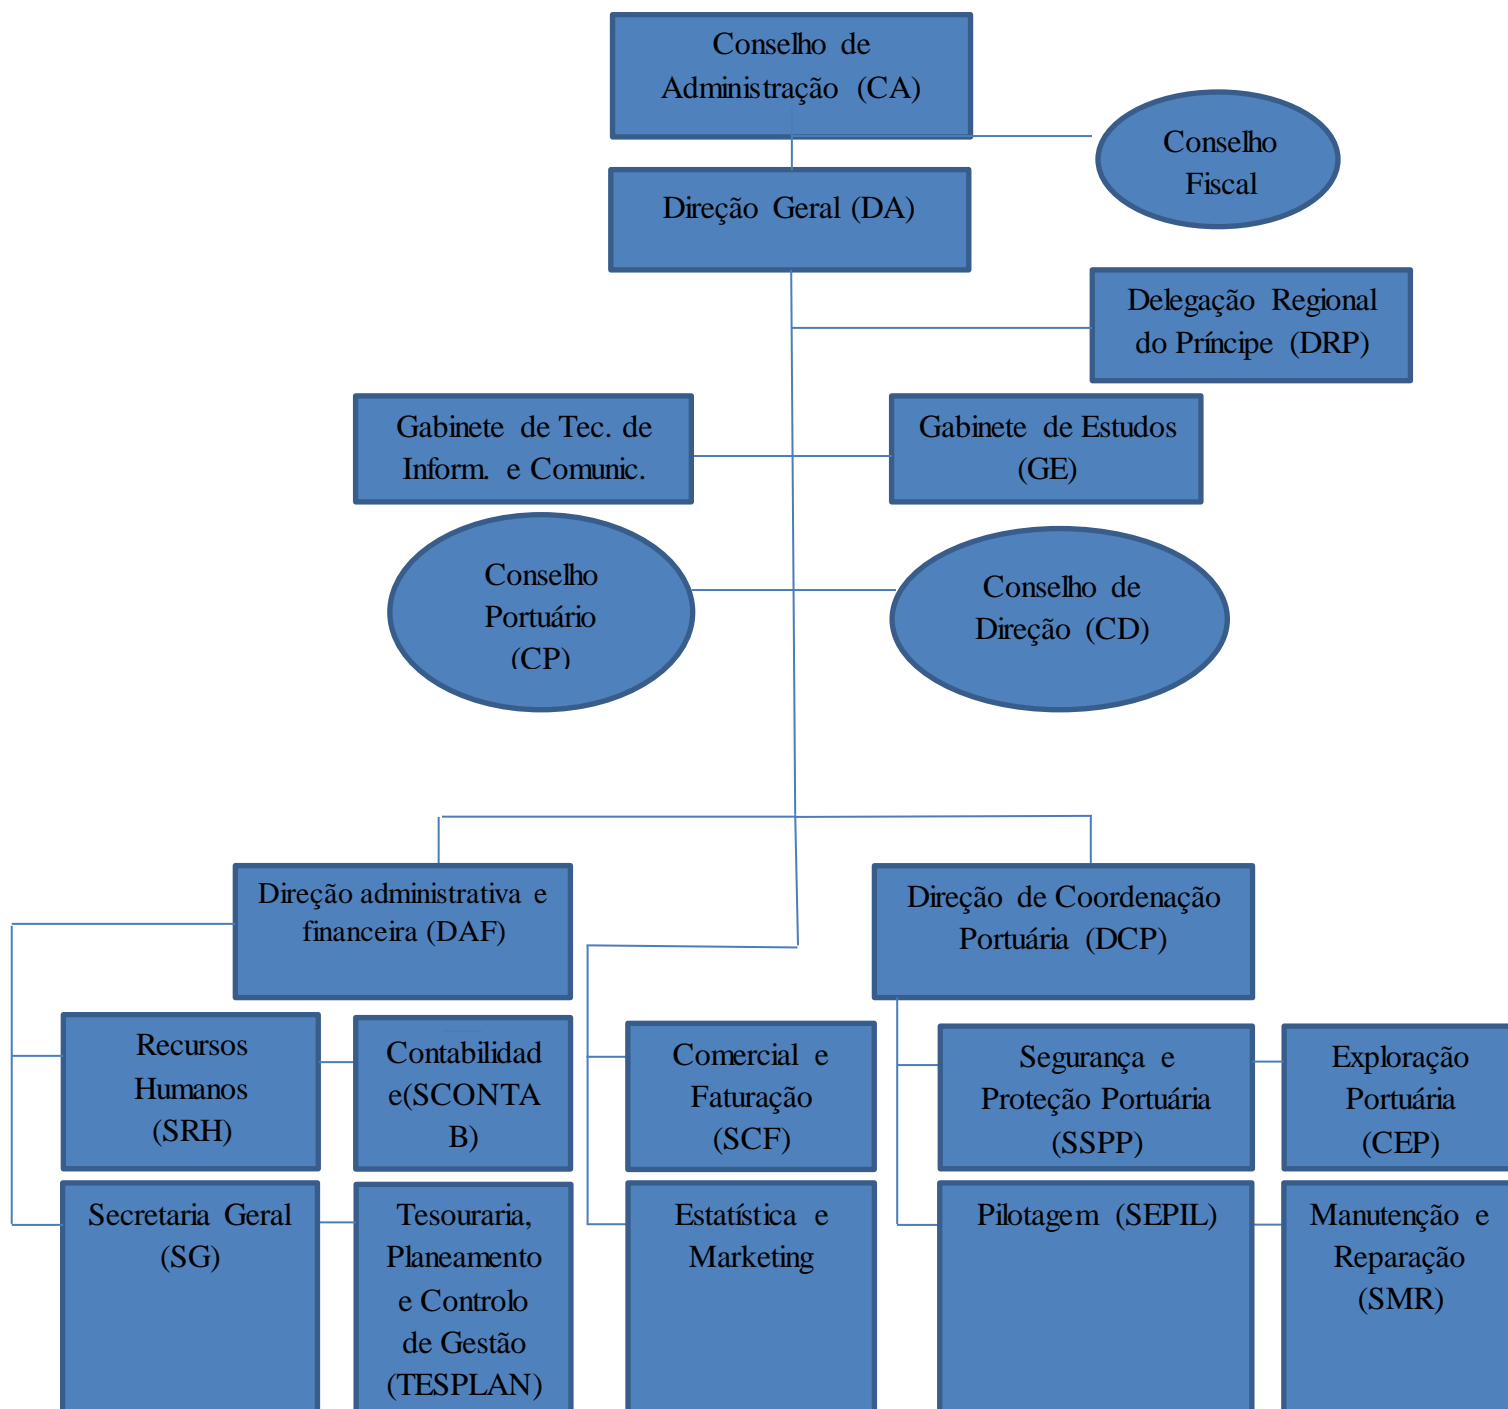 Conselho de
Administração (CA)
Conselho
Fiscal
Direção Geral (DA)
Delegação Regional
do Príncipe (DRP)
Gabinete de Tec. de
Inform. e Comunic.
Gabinete de Estudos
(GE)
Conselho
Portuário
(CP)
Conselho de
Direção (CD)
Direção administrativa e
financeira (DAF)
Direção de Coordenação
Portuária (DCP)
Recursos
Humanos
(SRH)
Contabilidad
e(SCONTA
B)
Comercial e
Faturação
(SCF)
Segurança e
Proteção Portuária
(SSPP)
Exploração
Portuária
(CEP)
Secretaria Geral
(SG)
Tesouraria,
Planeamento
e Controlo
de Gestão
(TESPLAN)
Estatística e
Marketing
Pilotagem (SEPIL)
Manutenção e
Reparação
(SMR)